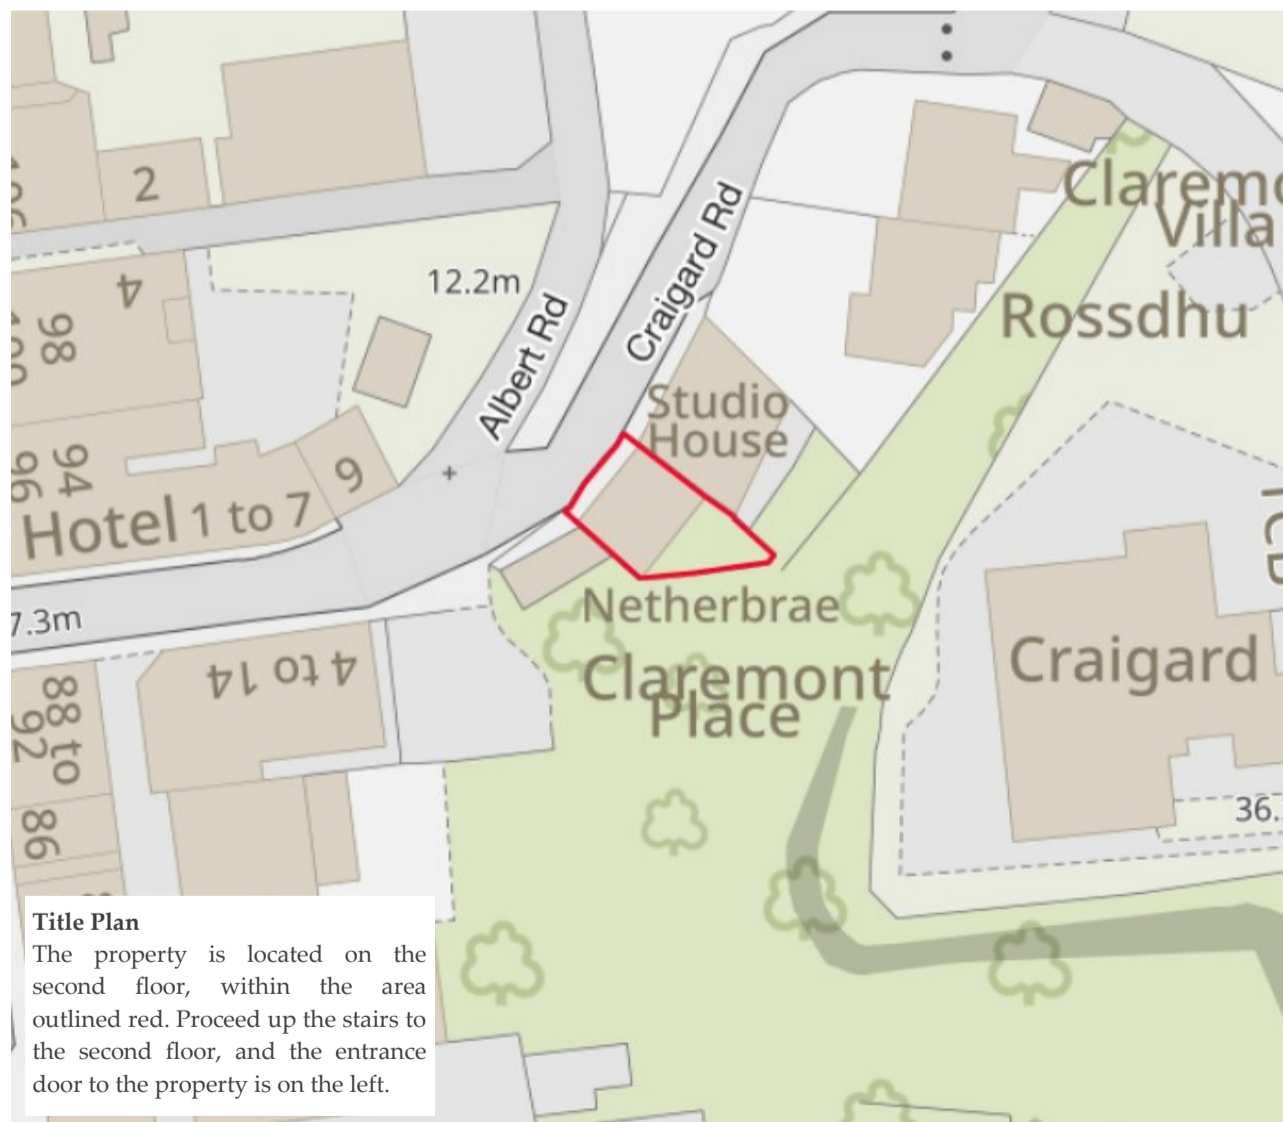 2
Claremo
Villa
12.2m
4
Craigard Rd
98
Rossdhu
Albert Rd
Studio
House
94
96
6
Hotel
1 to 7
Netherbrae
7.3m
Claremont
Place
Craigard
4 to 14
88 to
92
86
36.
Title Plan
The property is located on the
second floor, within the area
outlined red. Proceed up the stairs to
the second floor, and the entrance
door to the property is on the left.